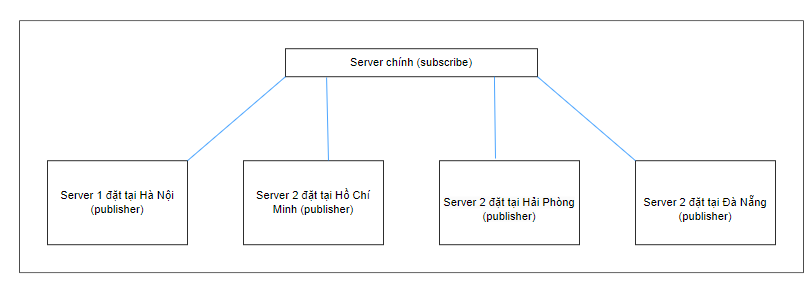 Server chính (subscribe)
Server 1 đặt tại Hà Nội
(publisher)
Server 2 đặt tại Hồ Chí
Minh (publisher)
Server 2 đặt tại Hải Phòng
(publisher)
Server 2 đặt tại Đà Nẵng
(publisher)